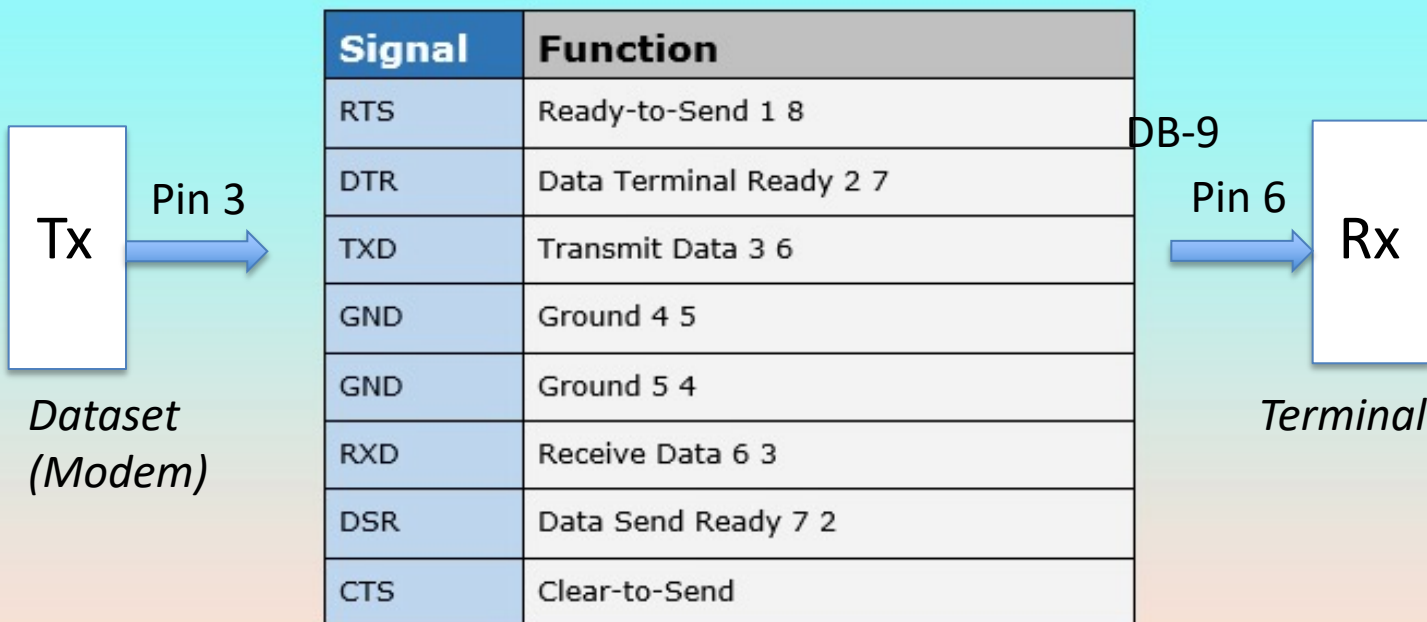 Signal Function
RTS Ready-to-Send 1 8
DTR Data Terminal Ready 2 7
TXD Transmit Data 3 6
GND Ground 4 5
GND Ground 5 4
RXD Receive Data 6 3
DSR Data Send Ready 7 2
CTS Clear-to-Send
Tx
Pin 3
Dataset
(Modem)
DB-9
Pin 6
Rx
Terminal